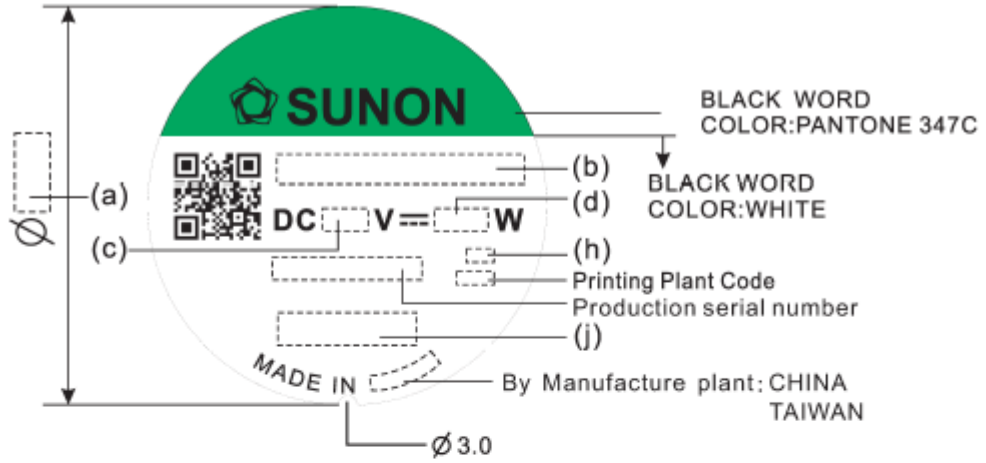 SUNON
BLACK WORD
COLOR:PANTONE 347C
(a)
(b)
BLACK WORD
COLOR:WHITE
DC V W
(d)
Ø
(c)
(h)
Printing Plant Code
Production serial number
(j)
MADE IN
By Manufacture plant: CHINA
TAIWAN
Ø 3.0